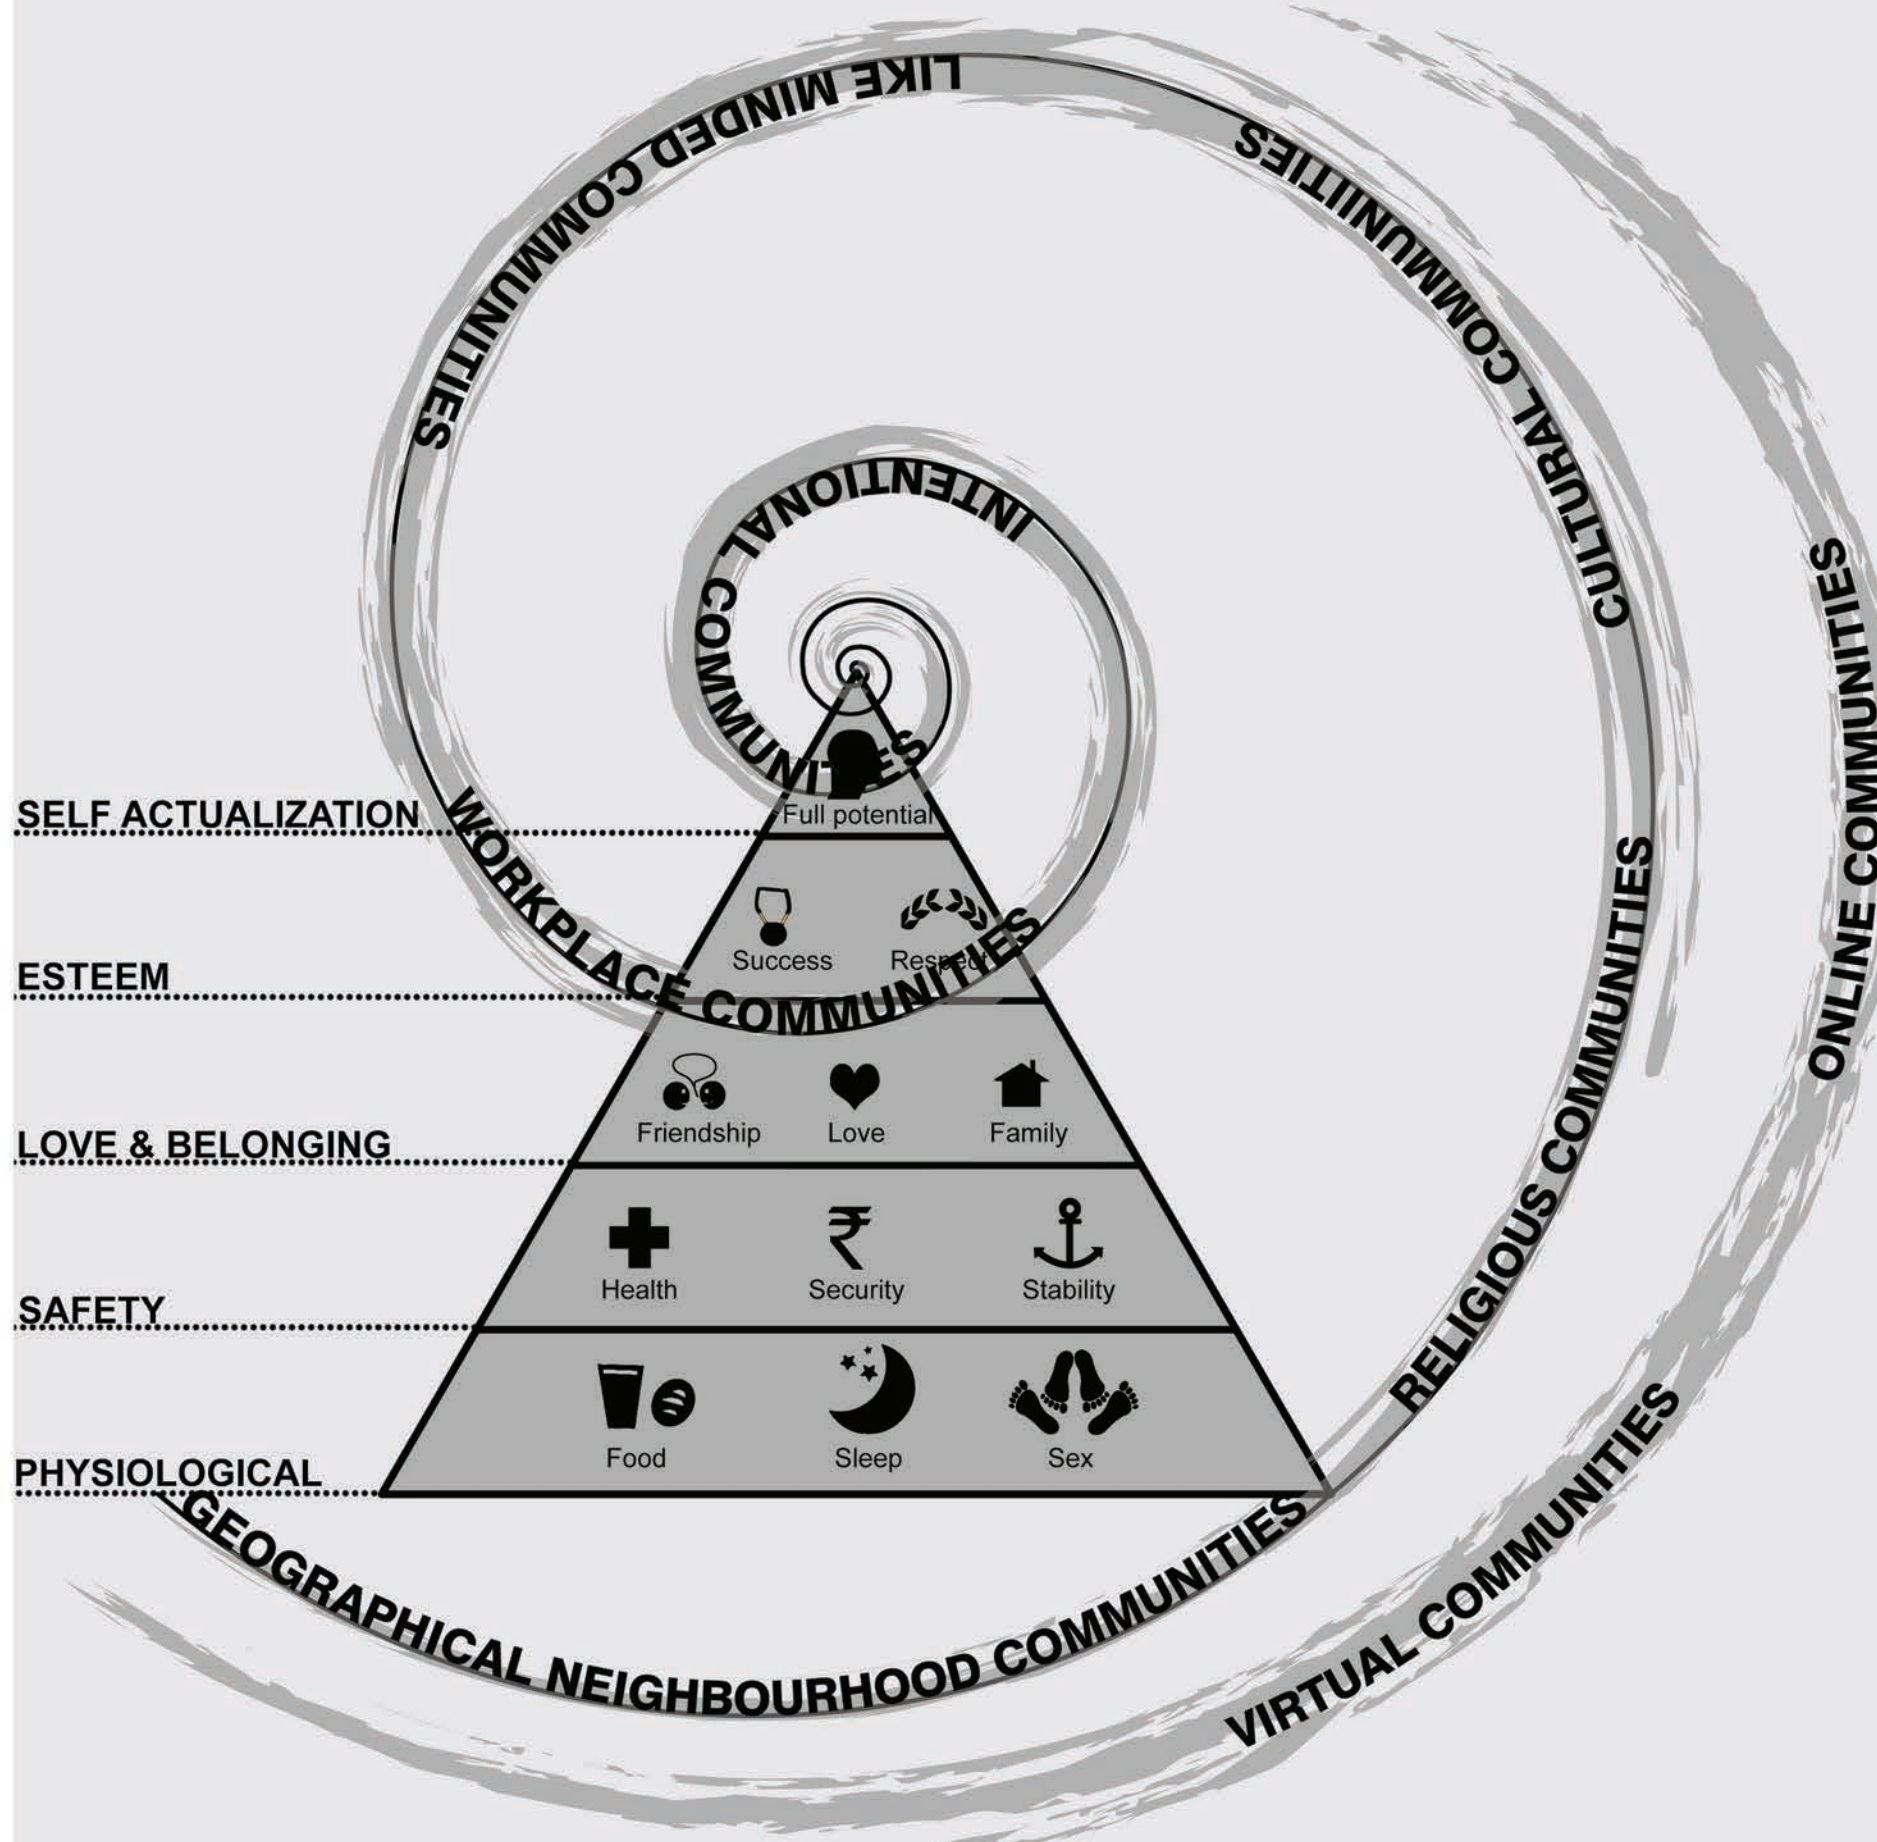 LIKE MINDED COMMUNITIES
CULTURAL COMMUNIITIES
INTENTIONAL COMMUNITIES
ONLINE COMMUNITIES
SELF ACTUALIZATION
Full potential
WORKPLACE COMMUNITIES
RELIGIOUS COMMUNITIES
Success
Respect
ESTEEM
Friendship
Love
Family
LOVE & BELONGING
Health
₹
Security
Stability
SAFETY
Food
Sleep
Sex
PHYSIOLOGICAL
GEOGRAPHICAL NEIGHBOURHOOD COMMUNITIES
VIRTUAL COMMUNITIES